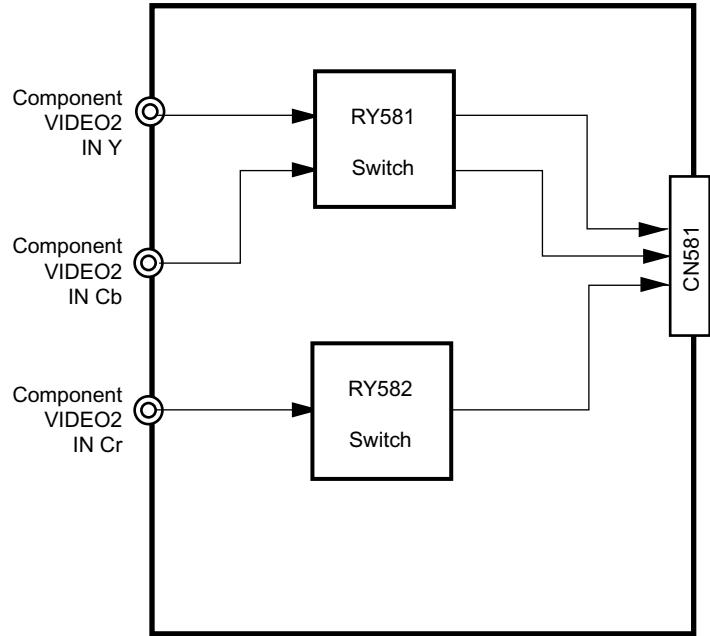 Component
VIDEO2
IN Y
RY581
Switch
Component
VIDEO2
IN Cb
CN581
Component
VIDEO2
IN Cr
RY582
Switch